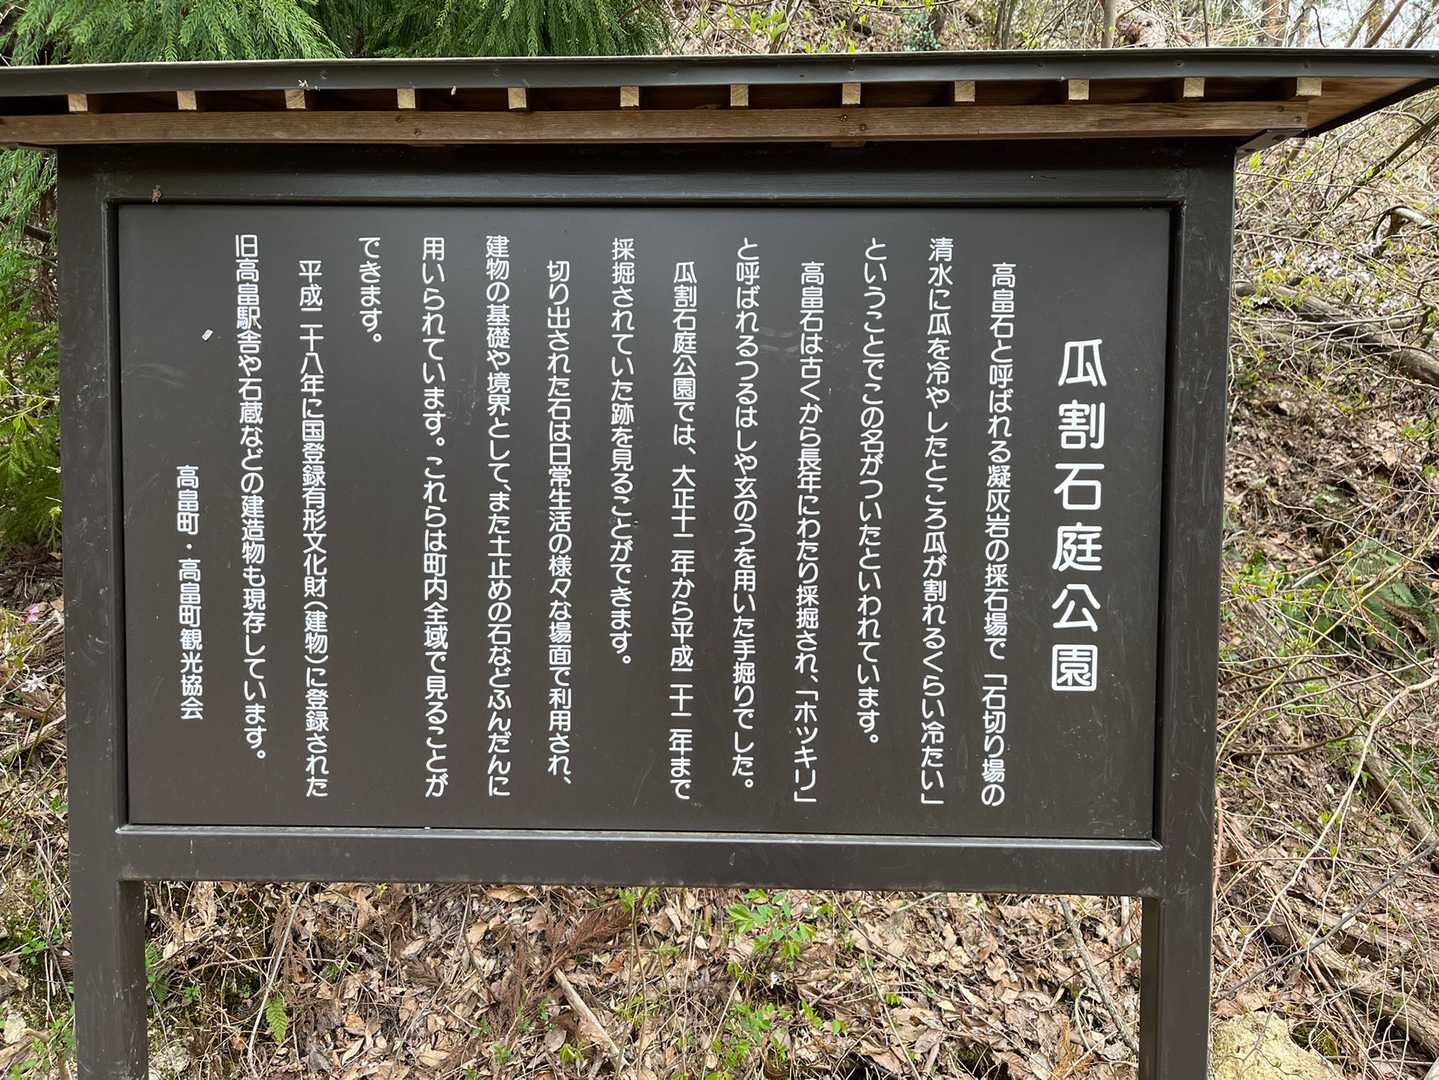 瓜割石庭公園
高畠石と呼ばれる凝灰岩の採石場で「石切り場の
清水に瓜を冷やしたところ瓜が割れるくらい冷たい」
ということでこの名がついたといわれています。
高畠石は古くから長年にわたり採掘され、「ホッキリ」
と呼ばれるつるはしや玄のうを用いた手掘りでした。
瓜割石庭公園では、大正十二年から平成二十二年まで
採掘されていた跡を見ることができます。
切り出された石は日常生活の様々な場面で利用され、
建物の基礎や境界として、また土止めの石などふんだんに
用いられています。これらは町内全域で見ることが
できます。
平成二十八年に国登録有形文化財(建物)に登録された
旧高畠駅舎や石蔵などの建造物も現存しています。
高畠町・高畠町観光協会